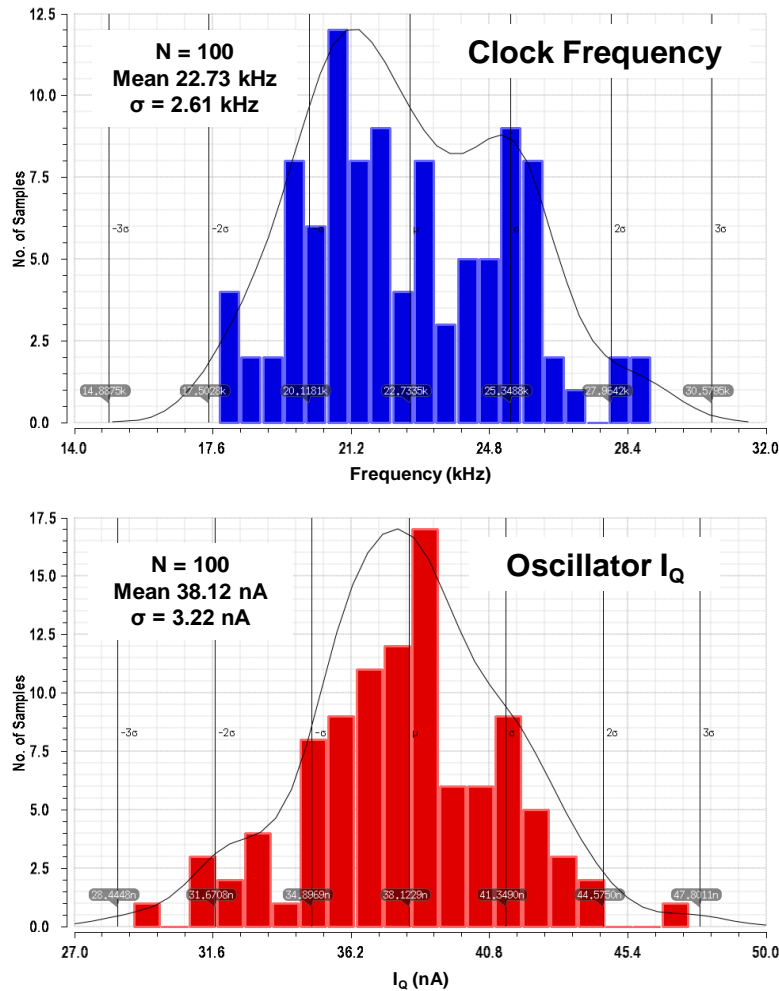 12.5
10.0
7.5
5.0
2.5
0.0
No. of Samples
N = 100
Mean 22.73 kHz
σ = 2.61 kHz
Clock Frequency
-3σ
-2σ
-σ
μ
σ
2σ
3σ
14.8875k
17.5028k
20.1181k
22.7335k
25.3488k
27.9642k
30.5795k
14.0
17.6
21.2
24.8
28.4
32.0
Frequency (kHz)
17.5
15.0
12.5
10.0
7.5
5.0
2.5
0.0
No. of Samples
N = 100
Mean 38.12 nA
σ = 3.22 nA
Oscillator IQ
-3σ
-2σ
-σ
μ
σ
2σ
3σ
28.4448n
31.6708n
34.8969n
38.1229n
41.3490n
44.5750n
47.8011n
27.0
31.6
36.2
40.8
45.4
50.0
IQ (nA)